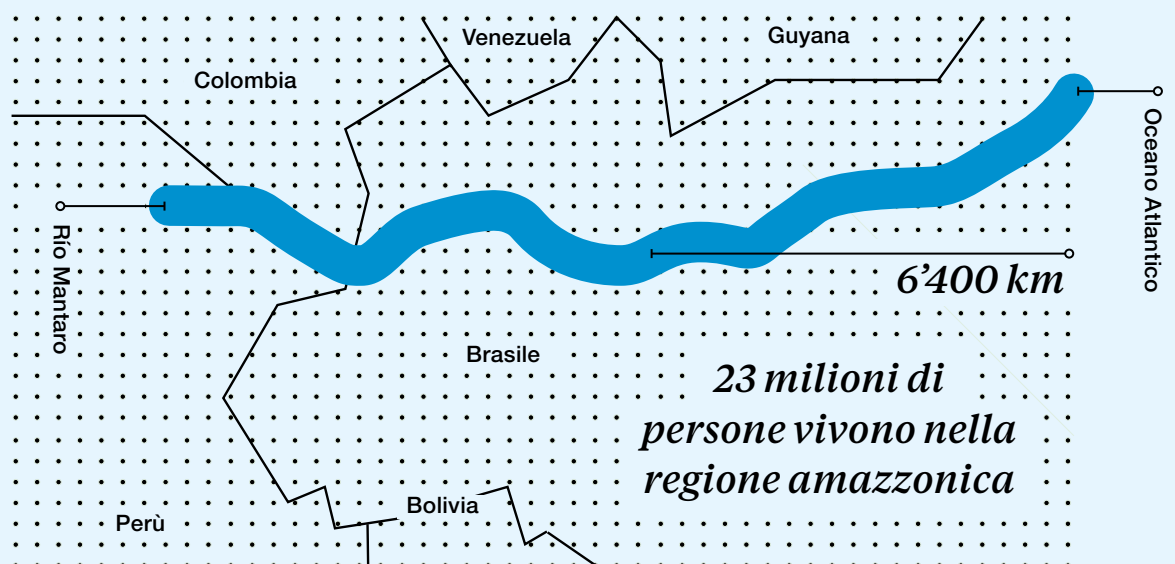 Venezuela
Guyana
Colombia
Oceano Atlantico
Río Mantaro
6’400 km
Brasile
23 milioni di
persone vivono nella
regione amazzonica
Bolivia
Perù